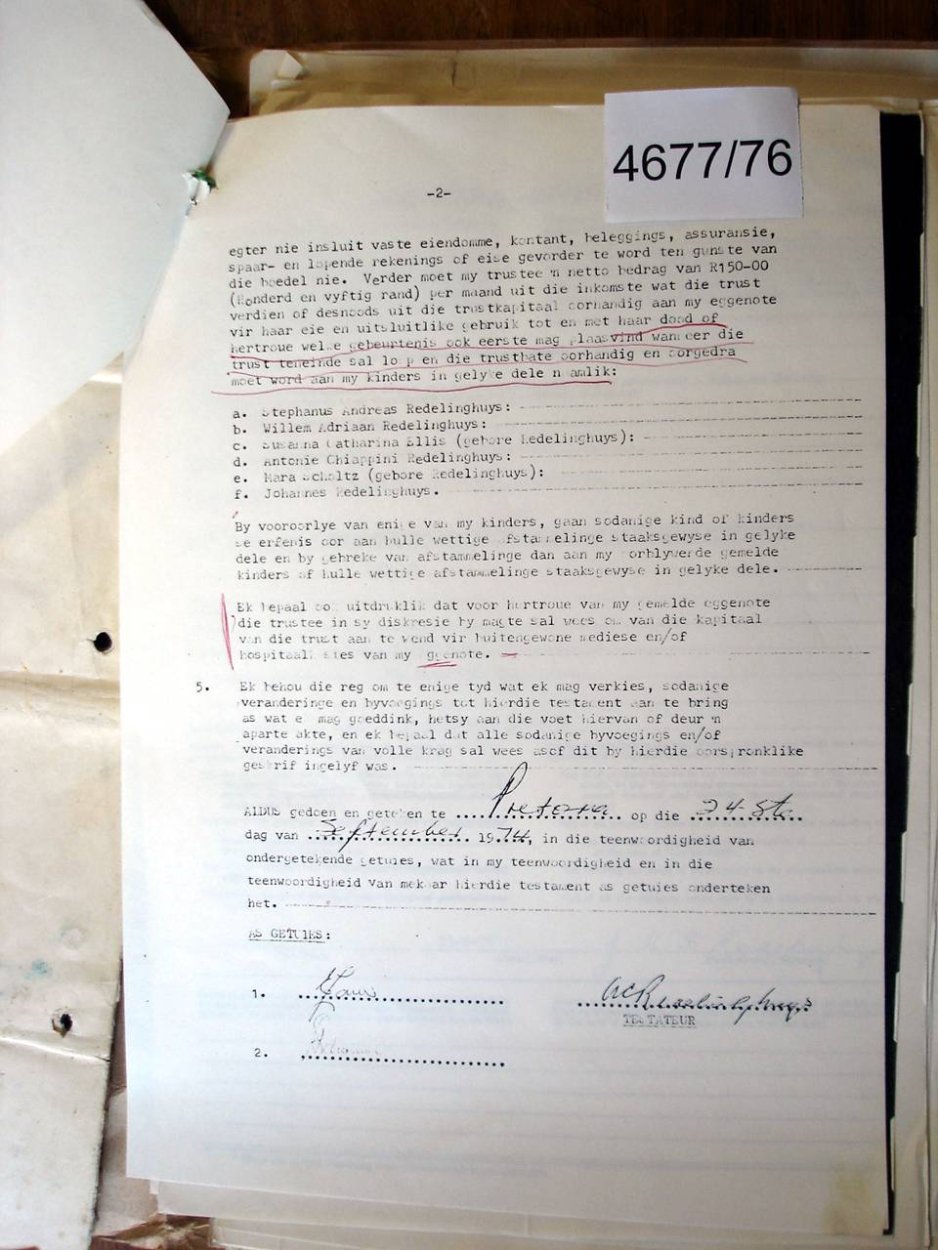 4677/76
-2-
egter nie insluit vaste eiendomme, kontant, beleggings, assuransie,
spaar- en lopende rekenings of eise gevorder te word ten gunste van
die boedel nie. Verder moet my trustee 'n netto bedrag van R150-00
(Honderd en vyftig rand) per maand uit die inkomste wat die trust
verdien of desnoods uit die trustkapitaal oorhandig aan my eggenote
vir haar eie en uitsluitlike gebruik tot en met haar dood of
hertroue welke gebeurtenis ook eerste mag plaasvind wanneer die
trust teneinde sal loop en die trustbate oorhandig en oorgedra
moet word aan my kinders in gelyke dele naamlik:
a. Stephanus Andreas Redelinghuys:
b. Willem Adriaan Redelinghuys:
c. Susanna Catharina Ellis (gebore Redelinghuys):
d. Antonie Chiappini Redelinghuys:
e. Mara Scholtz (gebore Redelinghuys):
f. Johannes Redelinghuys.
By vooroorlye van enige van my kinders, gaan sodanige kind of kinders
se erfenis oor aan hulle wettige afstammelinge staaksgewyse in gelyke
dele en by gebreke van afstammelinge dan aan my oorblywende gemelde
kinders of hulle wettige afstammelinge staaksgewyse in gelyke dele.
Ek bepaal ook uitdruklik dat voor hertroue van my gemelde eggenote
die trustee in sy diskresie by magte sal wees om van die kapitaal
van die trust aan te wend vir buitengewone mediese en/of
hospitaal van my
5. Ek behou die reg om te enige tyd wat ek mag verkies, sodanige
veranderinge en byvoegings tot hierdie testament aan te bring
as wat ek mag goeddink, hetsy aan die voet hiervan of deur 'n
aparte akte, en ek bepaal dat alle sodanige byvoegings en/of
veranderings van volle krag sal wees asof dit by hierdie oorspronklike
geskrif ingelyf was.
ALDUS gedoen en geteken te Pretoria op die 24 Ste
dag van September 1974, in die teenwoordigheid van
ondergetekende getuies, wat in my teenwoordigheid en in die
teenwoordigheid van mekaar hierdie testament as getuies onderteken
het.
AS GETUIES:
1.
TESTATEUR
2.